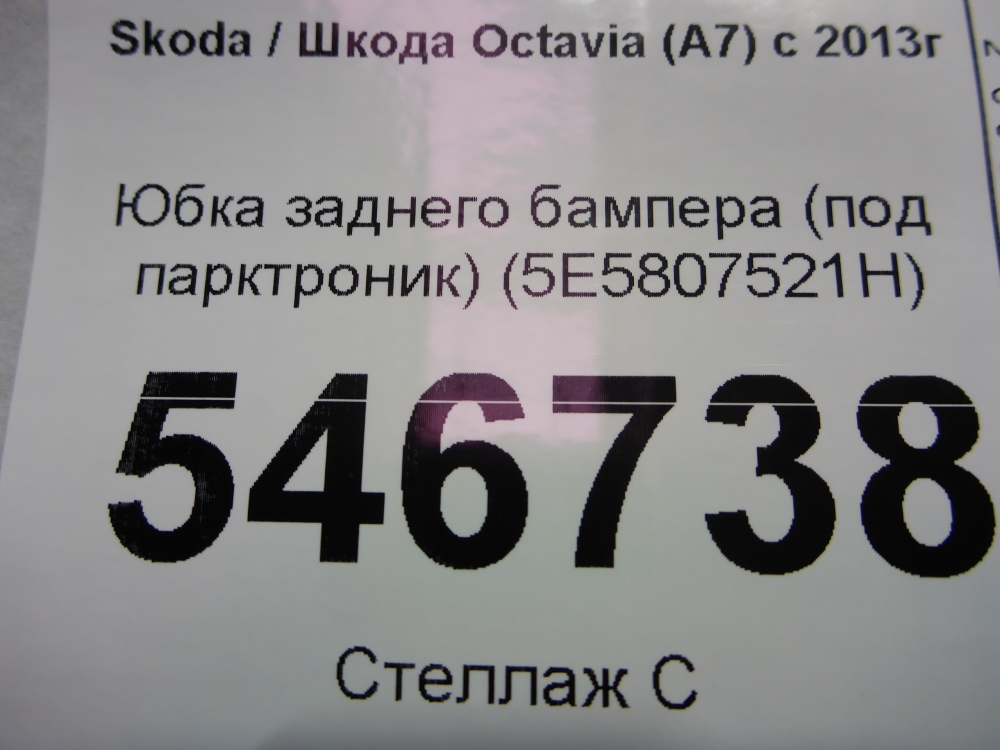 Skoda / Шкода Octavia (A7) с 2013г
Юбка заднего бампера (под
парктроник) (5E5807521H)
546738
Стеллаж С